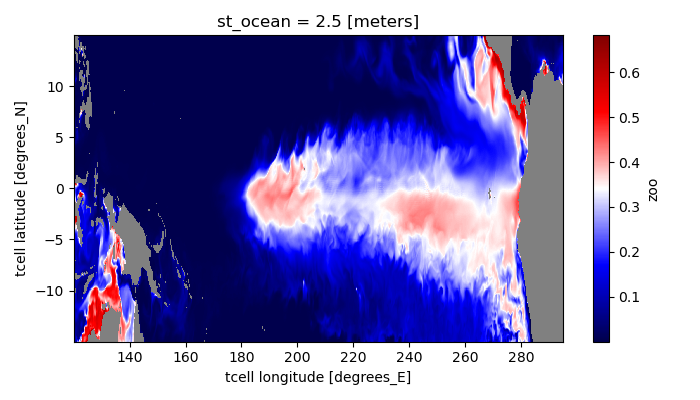 st_ocean = 2.5 [meters]
10
5
0
−5
−10
tcell latitude [degrees_N]
140 160 180 200 220 240 260 280
tcell longitude [degrees_E]
0.6
0.5
0.4
0.3
0.2
0.1
zoo